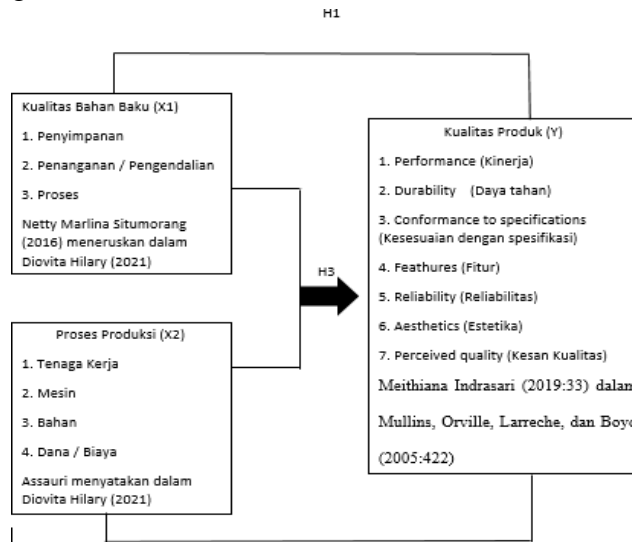 H1
Kualitas Bahan Baku (X1)
1. Penyimpanan
2. Penanganan / Pengendalian
3. Proses
Netty Marlina Situmorang
(2016) meneruskan dalam
Diovita Hilary (2021)
H3
Proses Produksi (X2)
1. Tenaga Kerja
2. Mesin
3. Bahan
4. Dana / Biaya
Assauri menyatakan dalam
Diovita Hilary (2021)
Kualitas Produk (Y)
1. Performance (Kinerja)
2. Durability (Daya tahan)
3. Conformance to specifications
(Kesesuaian dengan spesifikasi)
4. Feathures (Fitur)
5. Reliability (Reliabilitas)
6. Aesthetics (Estetika)
7. Perceived quality (Kesan Kualitas)
Meithiana Indrasari (2019:33) dalam
Mullins, Orville, Larreche, dan Boyd
(2005:422)